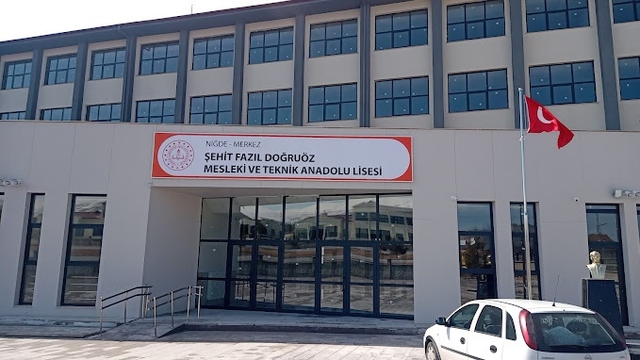 NİĞDE - MERKEZ
ŞEHİT FAZIL DOĞRUÖZ
MESLEKİ VE TEKNİK ANADOLU LİSESİ